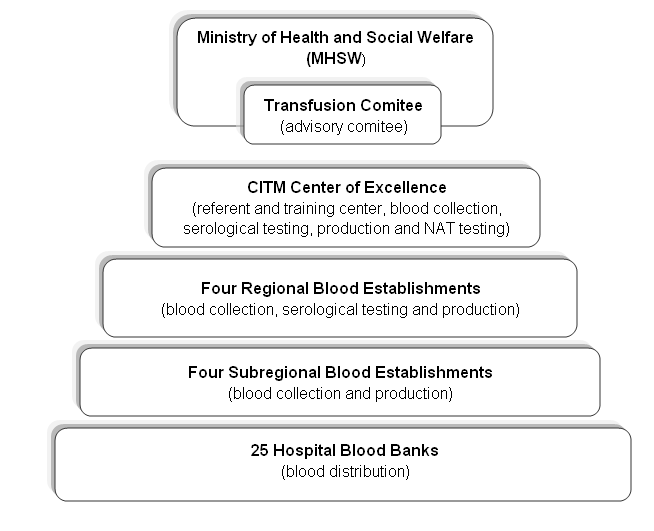 Ministry of Health and Social Welfare
(MHSW)
Transfusion Comitee
(advisory comitee)
CITM Center of Excellence
(referent and training center, blood collection,
serological testing, production and NAT testing)
Four Regional Blood Establishments
(blood collection, serological testing and production)
Four Subregional Blood Establishments
(blood collection and production)
25 Hospital Blood Banks
(blood distribution)